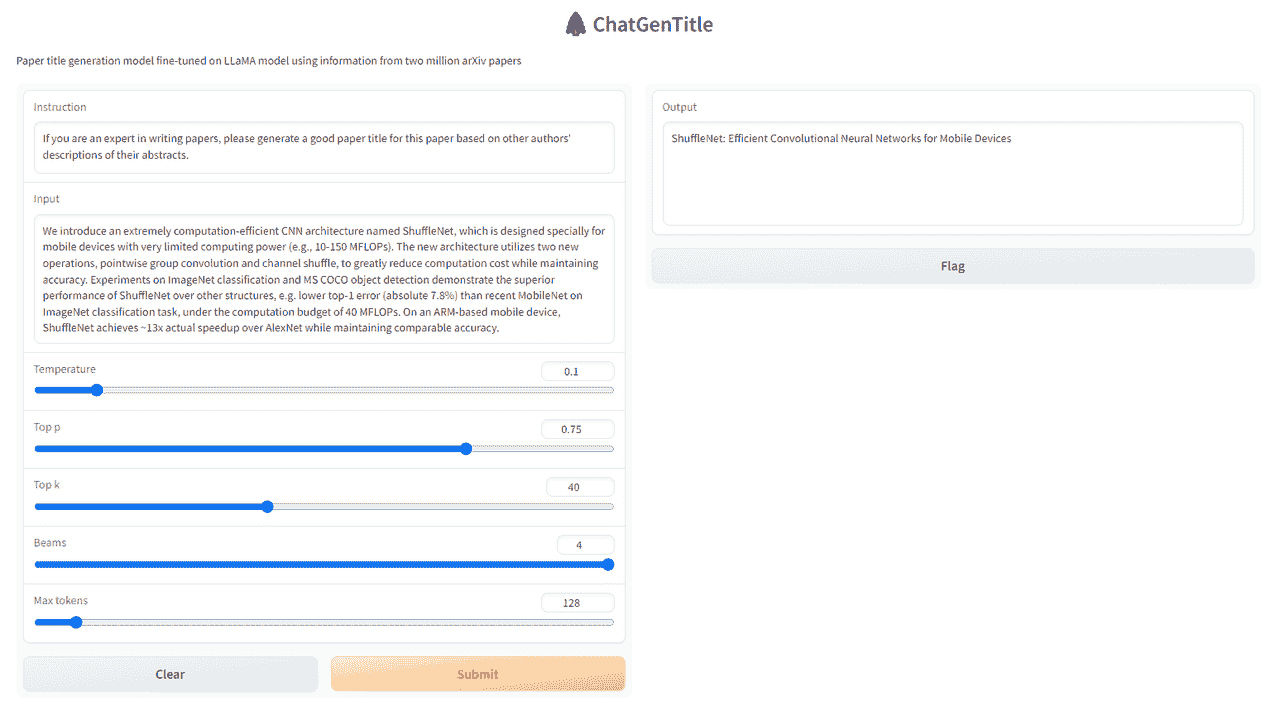 ChatGenTitle
Paper title generation model fine-tuned on LLaMA model using information from two million arXiv papers
Instruction
If you are an expert in writing papers, please generate a good paper title for this paper based on other authors'
descriptions of their abstracts.
Input
We introduce an extremely computation-efficient CNN architecture named ShuffleNet, which is designed specially for
mobile devices with very limited computing power (e.g., 10-150 MFLOPs). The new architecture utilizes two new
operations, pointwise group convolution and channel shuffle, to greatly reduce computation cost while maintaining
accuracy. Experiments on ImageNet classification and MS COCO object detection demonstrate the superior
performance of ShuffleNet over other structures, e.g. lower top-1 error (absolute 7.8%) than recent MobileNet on
ImageNet classification task, under the computation budget of 40 MFLOPs. On an ARM-based mobile device,
ShuffleNet achieves ~13x actual speedup over AlexNet while maintaining comparable accuracy.
Temperature
0.1
Top p
0.75
Top k
40
Beams
4
Max tokens
128
Clear
Submit
Output
ShuffleNet: Efficient Convolutional Neural Networks for Mobile Devices
Flag